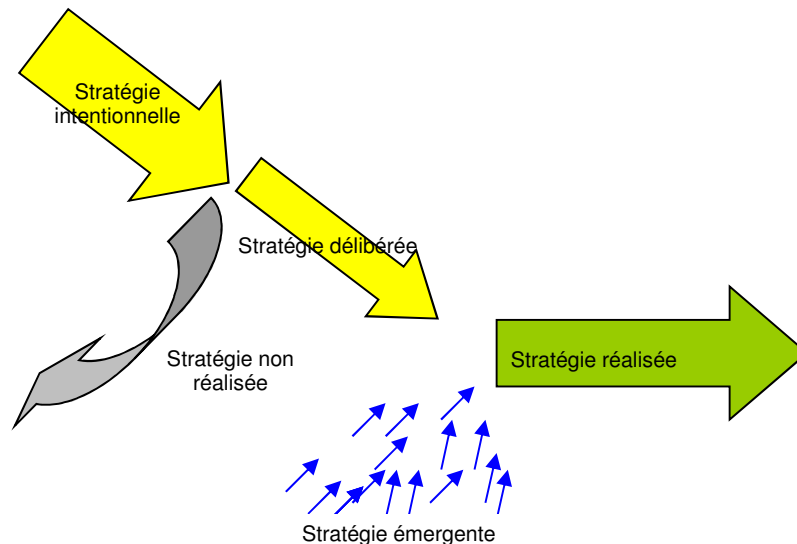 Stratégie
intentionnelle
Stratégie délibérée
Stratégie non
réalisée
Stratégie réalisée
Stratégie émergente